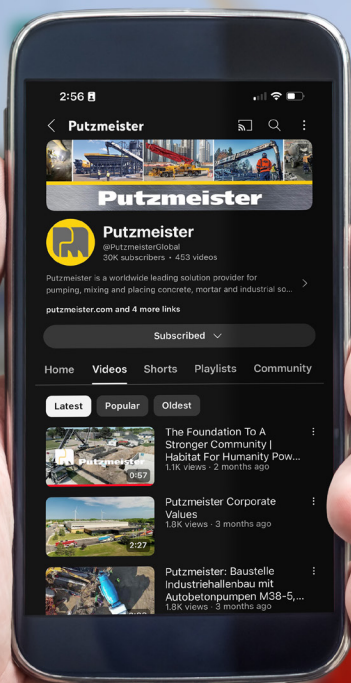 2:56
Putzmeister
Putzmeister
PM
Putzmeister
@PutzmeisterGlobal
30K subscribers • 453 videos
Putzmeister is a worldwide leading solution provider for
pumping, mixing and placing concrete, mortar and industrial so...
putzmeister.com and 4 more links
Subscribed
Home Videos Shorts Playlists Community
Latest Popular Oldest
Putzmeister
0:57
The Foundation To A
Stronger Community |
Habitat For Humanity Pow...
1.1K views · 2 months ago
2:27
Putzmeister Corporate
Values
1.8K views · 3 months ago
Putzmeister: Baustelle
Industriehallenbau mit
Autobetonpumpen M38-5,...
1.8K views · 3 months ago